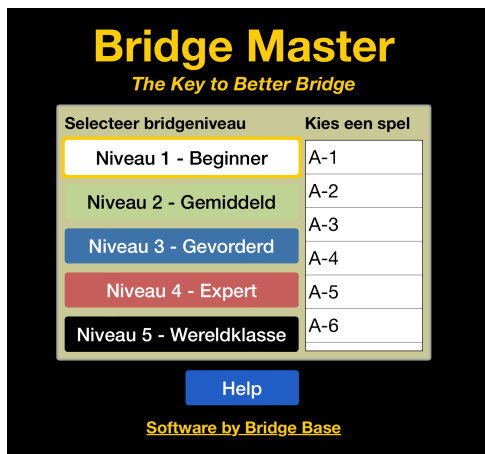 Bridge Master
The Key to Better Bridge
Selecteer bridgeniveau
Kies een spel
Niveau 1 - Beginner
Niveau 2 - Gemiddeld
Niveau 3 - Gevorderd
Niveau 4 - Expert
Niveau 5 - Wereldklasse
A-1
A-2
A-3
A-4
A-5
A-6
Help
Software by Bridge Base